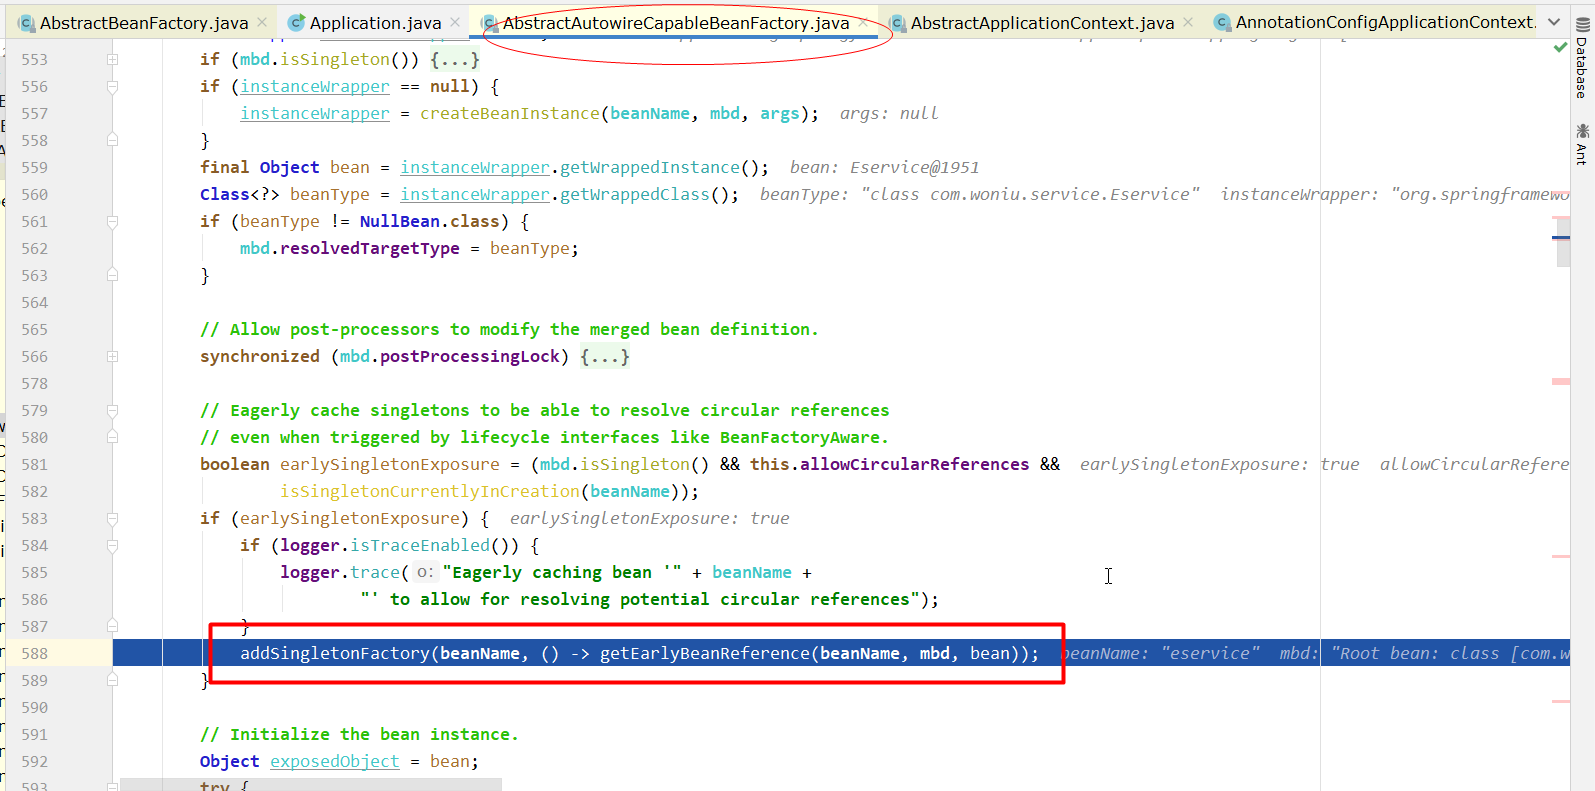 AbstractBeanFactory.java Application.java AbstractAutowireCapableBeanFactory.java AbstractApplicationContext.java AnnotationConfigApplicationContext.
553 if (mbd.isSingleton()) {...}
556 if (instanceWrapper == null) {
557 instanceWrapper = createBeanInstance(beanName, mbd, args); args: null
558 }
559 final Object bean = instanceWrapper.getWrappedInstance(); bean: Eservice@1951
560 Class<?> beanType = instanceWrapper.getWrappedClass(); beanType: "class com.woniu.service.Eservice" instanceWrapper: "org.springframewo
561 if (beanType != NullBean.class) {
562 mbd.resolvedTargetType = beanType;
563 }
564
565 // Allow post-processors to modify the merged bean definition.
566 synchronized (mbd.postProcessingLock) {...}
578
579 // Eagerly cache singletons to be able to resolve circular references
580 // even when triggered by lifecycle interfaces like BeanFactoryAware.
581 boolean earlySingletonExposure = (mbd.isSingleton() && this.allowCircularReferences && earlySingletonExposure: true allowCircularRefere
582 isSingletonCurrentlyInCreation(beanName));
583 if (earlySingletonExposure) { earlySingletonExposure: true
584 if (logger.isTraceEnabled()) {
585 logger.trace( o: "Eagerly caching bean '" + beanName +
586 "' to allow for resolving potential circular references");
587 }
588 addSingletonFactory(beanName, () -> getEarlyBeanReference(beanName, mbd, bean)); beanName: "eservice" mbd: "Root bean: class [com.w
589 }
590
591 // Initialize the bean instance.
592 Object exposedObject = bean;
593 try {
Database
Ant